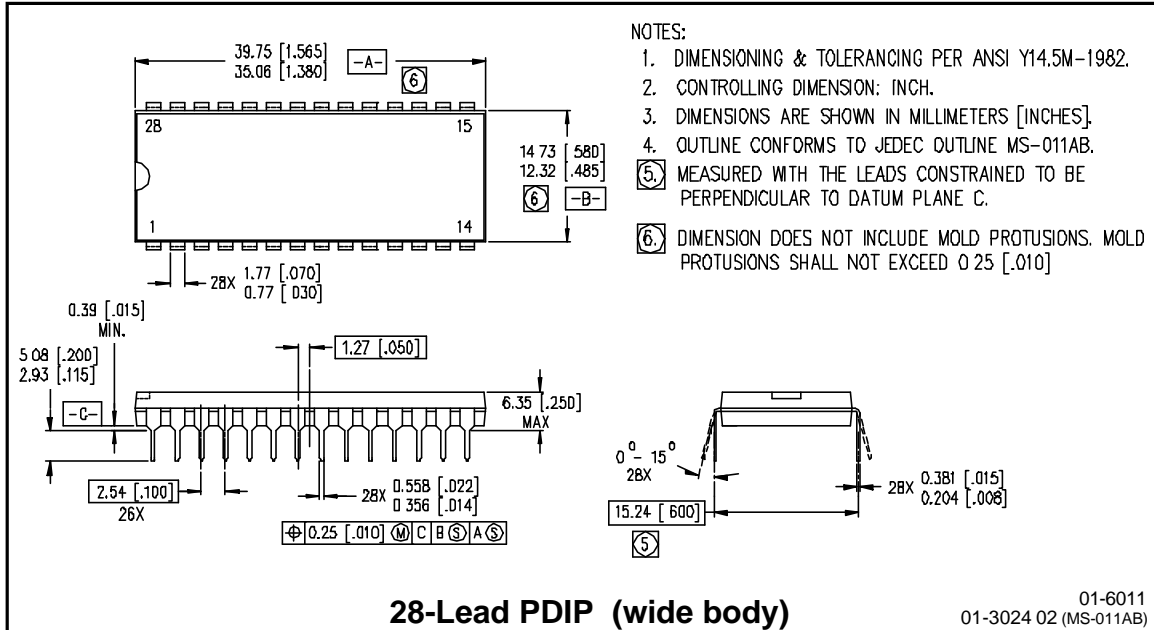 39.75 [1.565]
35.06 [1.380]
-A-
6
28
15
1
14
14 73 [ 580]
12.32 [.485]
6
-B-
28X 1.77 [.070]
0.77 [ 030]
NOTES:
1. DIMENSIONING & TOLERANCING PER ANSI Y14.5M-1982.
2. CONTROLLING DIMENSION: INCH.
3. DIMENSIONS ARE SHOWN IN MILLIMETERS [INCHES].
4. OUTLINE CONFORMS TO JEDEC OUTLINE MS-011AB.
5. MEASURED WITH THE LEADS CONSTRAINED TO BE
PERPENDICULAR TO DATUM PLANE C.
6. DIMENSION DOES NOT INCLUDE MOLD PROTUSIONS. MOLD
PROTUSIONS SHALL NOT EXCEED 0 25 [.010]
0.39 [.015]
MIN.
5 08 [.200]
2.93 [.115]
-C-
1.27 [.050]
6.35 [.250]
MAX
2.54 [.100]
26X
28X 0.558 [.022]
0 356 [.014]
⌖ 0.25 [.010] Ⓜ C B Ⓢ A Ⓢ
0° - 15°
28X
28X 0.381 [.015]
0.204 [.008]
15.24 [ 600]
5
28-Lead PDIP (wide body)
01-6011
01-3024 02 (MS-011AB)